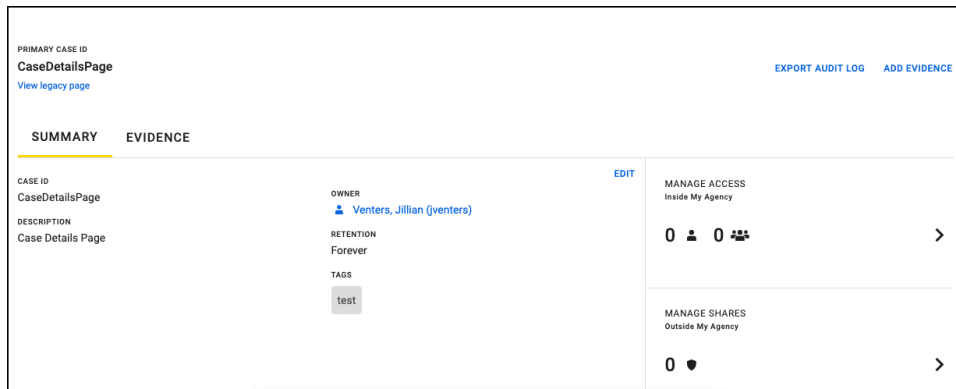 PRIMARY CASE ID
CaseDetailsPage
View legacy page
EXPORT AUDIT LOG ADD EVIDENCE
SUMMARY EVIDENCE
EDIT
CASE ID
CaseDetailsPage
DESCRIPTION
Case Details Page
OWNER
Venters, Jillian (jventers)
RETENTION
Forever
TAGS
test
MANAGE ACCESS
Inside My Agency
0 0
MANAGE SHARES
Outside My Agency
0